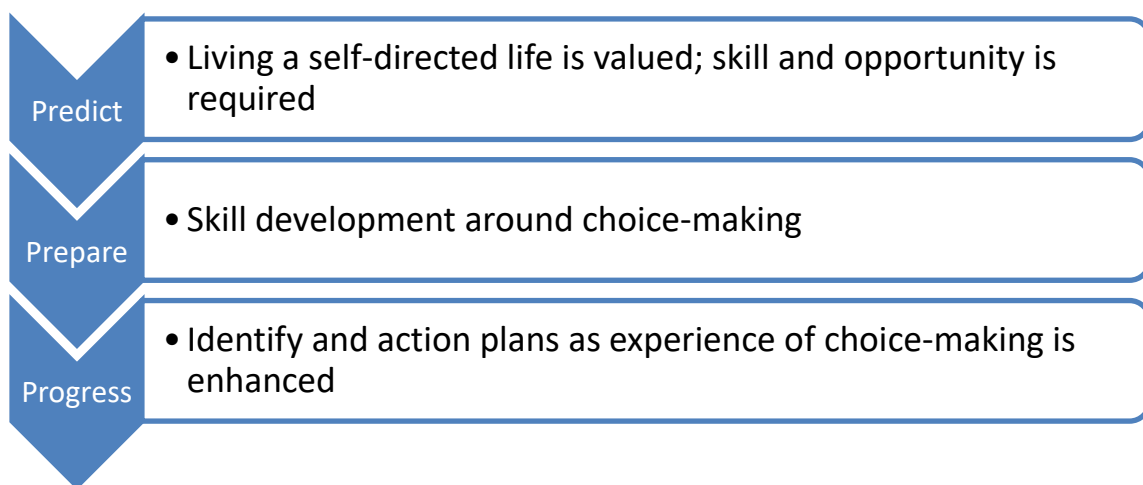 Predict
• Living a self-directed life is valued; skill and opportunity is
required
Prepare
• Skill development around choice-making
Progress
• Identify and action plans as experience of choice-making is
enhanced